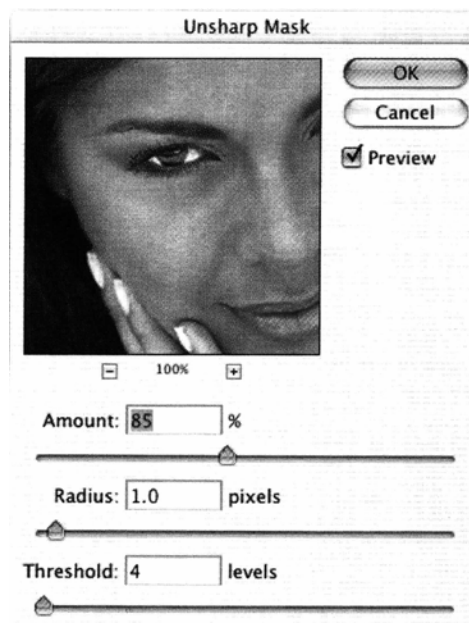 Unsharp Mask
OK
Cancel
Preview
100%
Amount: 85 %
Radius: 1.0 pixels
Threshold: 4 levels